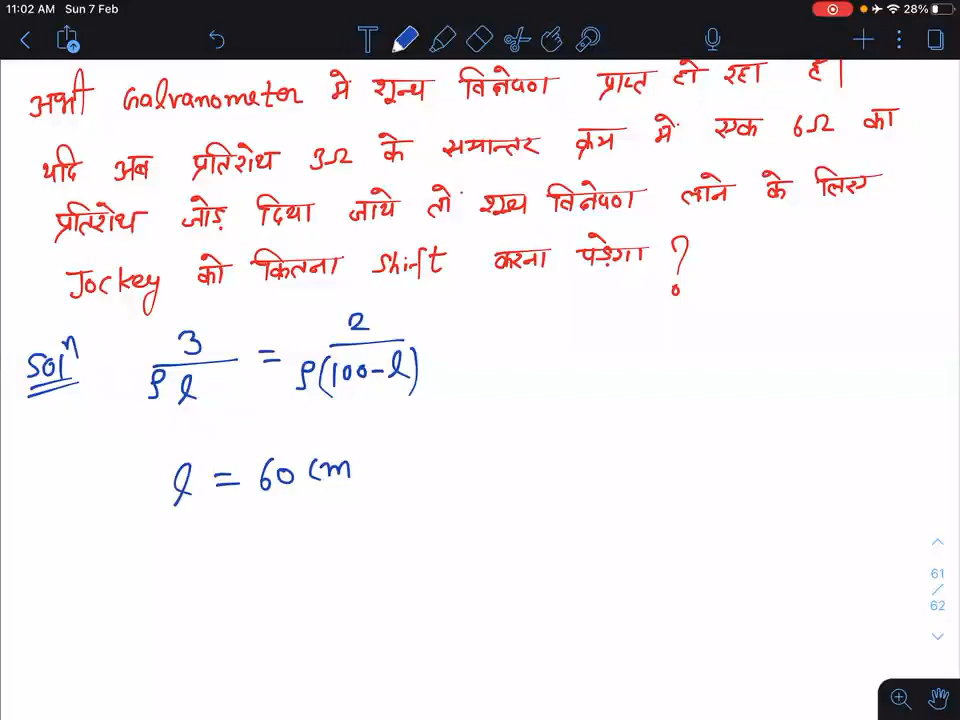 11:02 AM Sun 7 Feb
28%
अभी Galvanometer में शून्य विक्षेपण प्राप्त हो रहा है।
यदि अब प्रतिरोध 3Ω के समान्तर क्रम में एक 6Ω का
प्रतिरोध जोड़ दिया जाये तो शून्य विक्षेपण लाने के लिए
Jockey को कितना shift करना पड़ेगा ?
Solⁿ 3/ρl = 2/ρ(100-l)
l = 60 cm
61
/
62